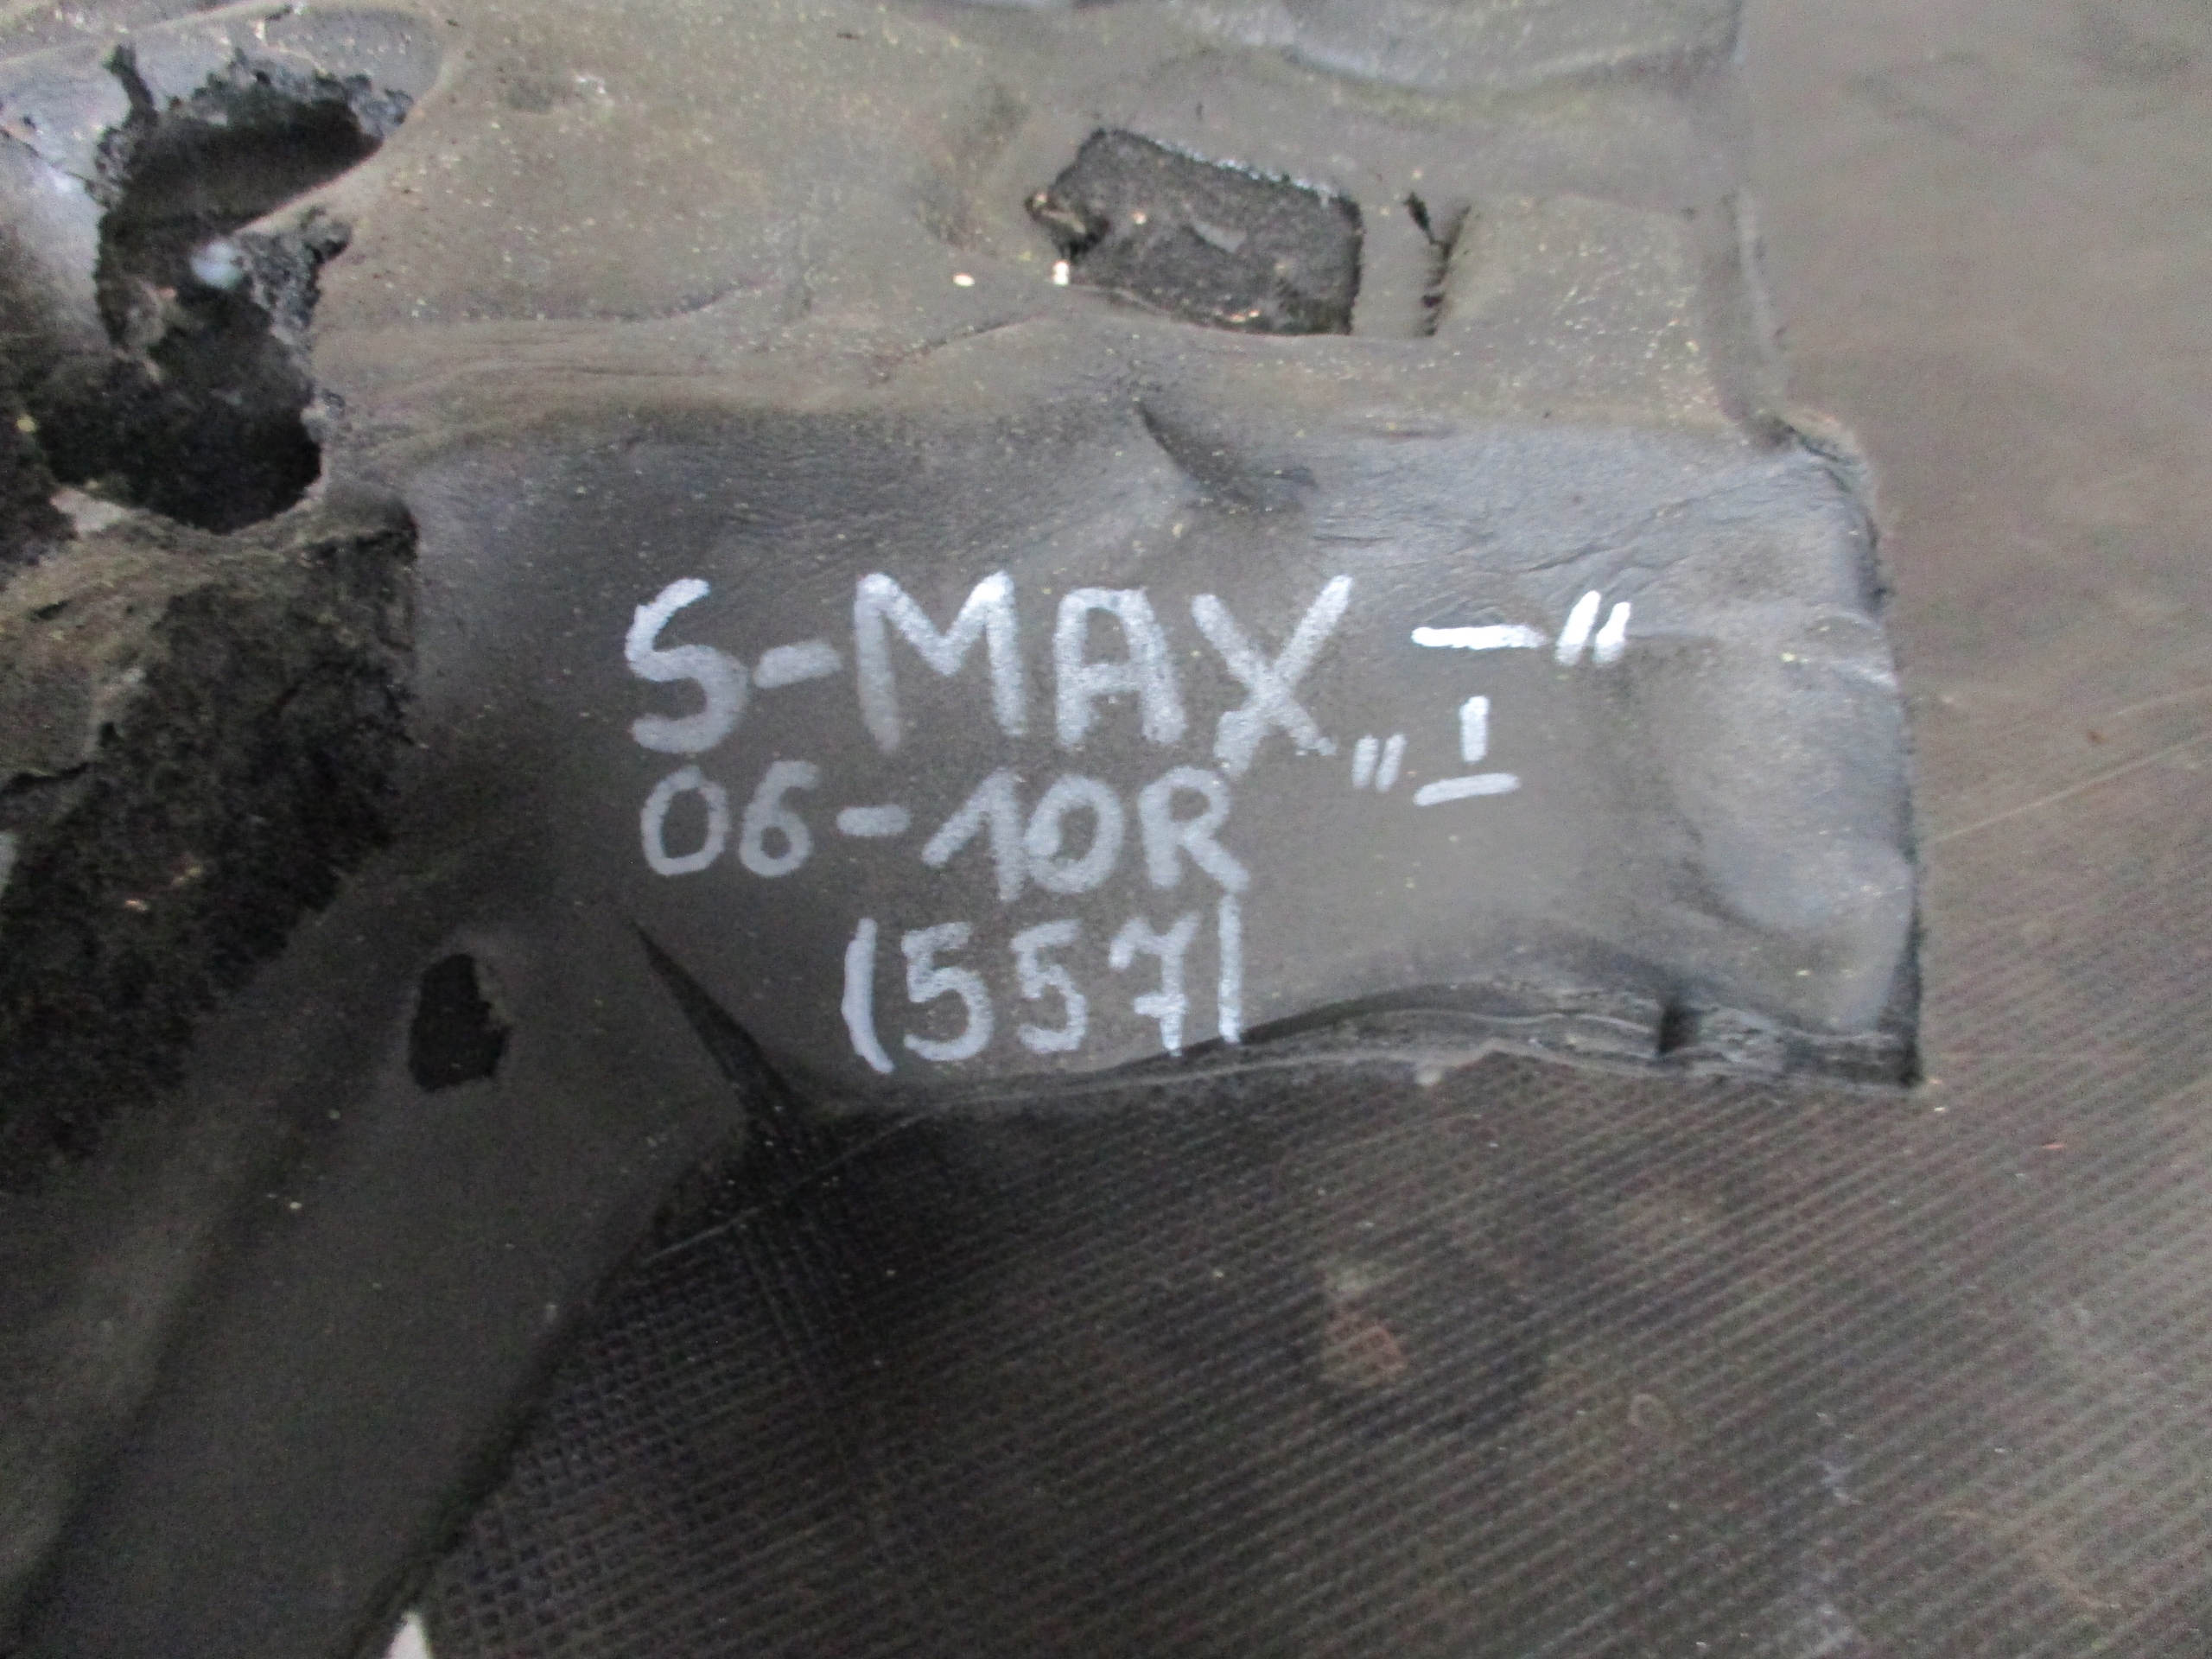 S-MAX „I”
06-10R
(557)